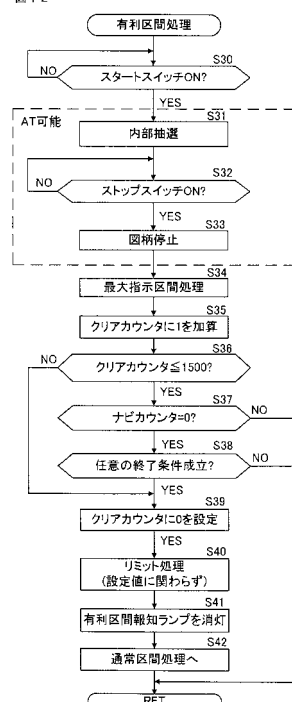 有利区間処理
S30
スタートスイッチON?
NO
YES
AT可能
S31
内部抽選
S32
ストップスイッチON?
NO
YES
S33
図柄停止
S34
最大指示区間処理
S35
クリアカウンタに1を加算
S36
クリアカウンタ≦1500?
NO
YES
S37
ナビカウンタ=0?
NO
YES
S38
任意の終了条件成立?
NO
YES
S39
クリアカウンタに0を設定
YES
S40
リミット処理
(設定値に関わらず)
S41
有利区間報知ランプを消灯
S42
通常区間処理へ
RET